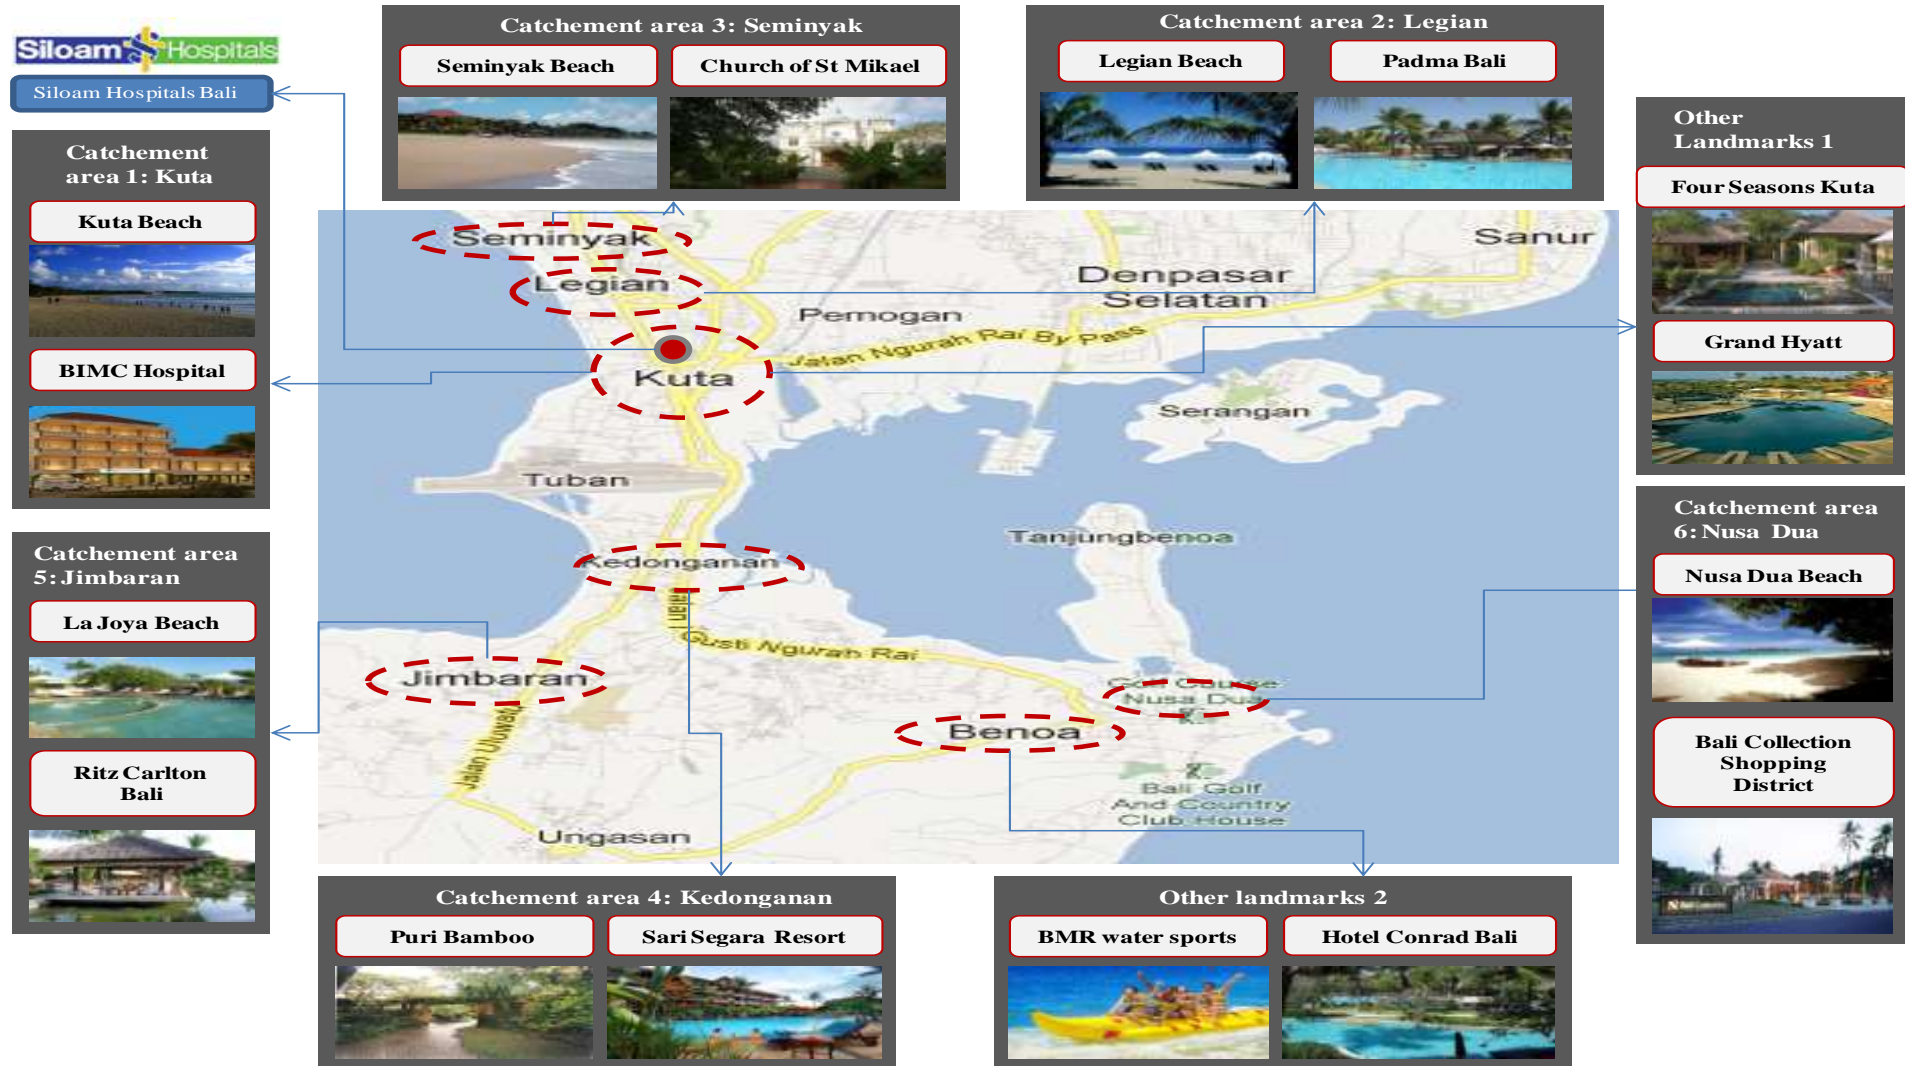 Siloam Hospitals
Siloam Hospitals Bali
Catchement
area 1: Kuta
Kuta Beach
BIMC Hospital
Catchement area
5: Jimbaran
La Joya Beach
Ritz Carlton
Bali
Catchement area 3: Seminyak
Seminyak Beach
Church of St Mikael
Catchement area 2: Legian
Legian Beach
Padma Bali
Other
Landmarks 1
Four Seasons Kuta
Grand Hyatt
Catchement area
6: Nusa Dua
Nusa Dua Beach
Bali Collection
Shopping
District
Seminyak
Legian
Kuta
Tuban
Kedonganan
Jimbaran
Ungasan
Benoa
Pemogan
Denpasar
Selatan
Sanur
Jalan Ngurah Rai By Pass
Serangan
Tanjungbenoa
Jalan I
Gusti Ngurah Rai
Golf Course
Nusa Dua
Jalan Uluwatu
Bali Golf
And Country
Club House
Catchement area 4: Kedonganan
Puri Bamboo
Sari Segara Resort
Other landmarks 2
BMR water sports
Hotel Conrad Bali